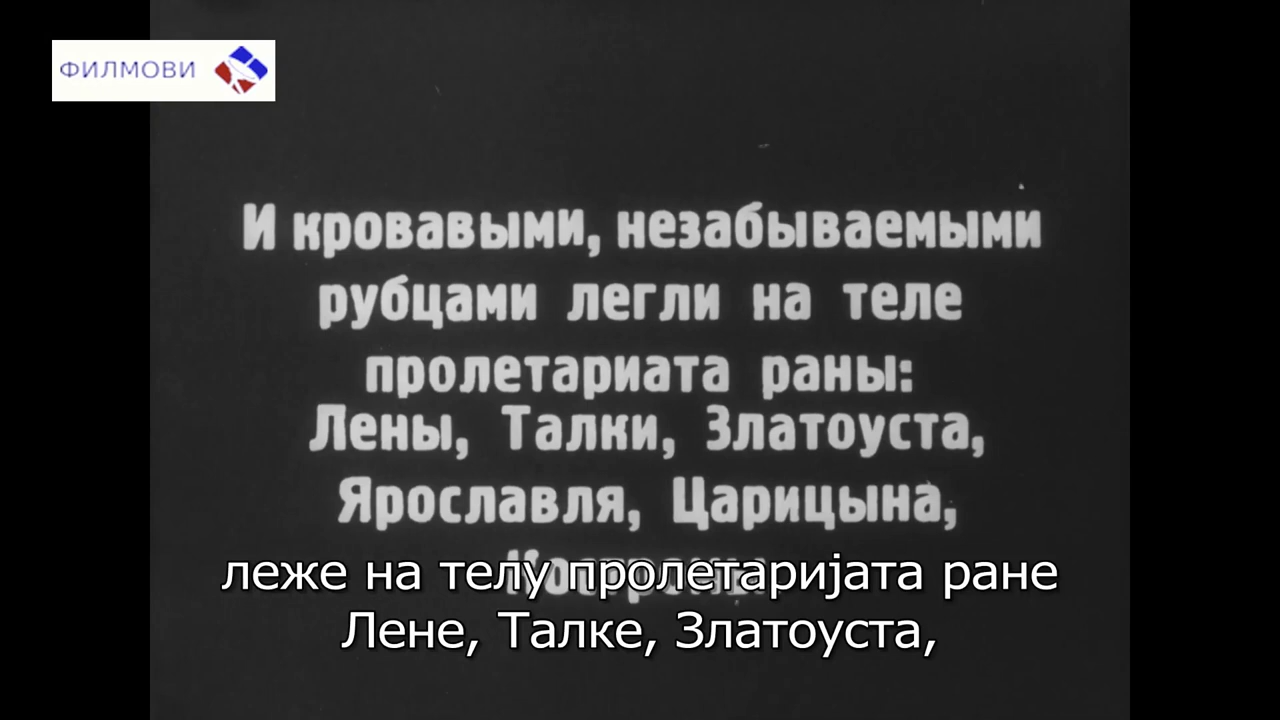 ФИЛМОВИ
И кровавыми, незабываемыми
рубцами легли на теле
пролетариата раны:
Лены, Талки, Златоуста,
Ярославля, Царицына,
леже на телу пролетаријата ране
Лене, Талке, Златоуста,